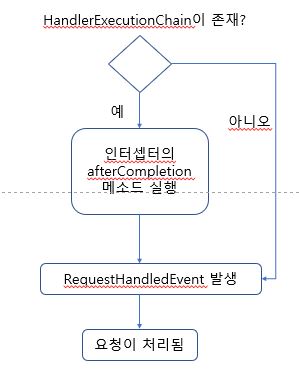 HandlerExecutionChain이 존재?
예
아니오
인터셉터의
afterCompletion
메소드 실행
RequestHandledEvent 발생
요청이 처리됨